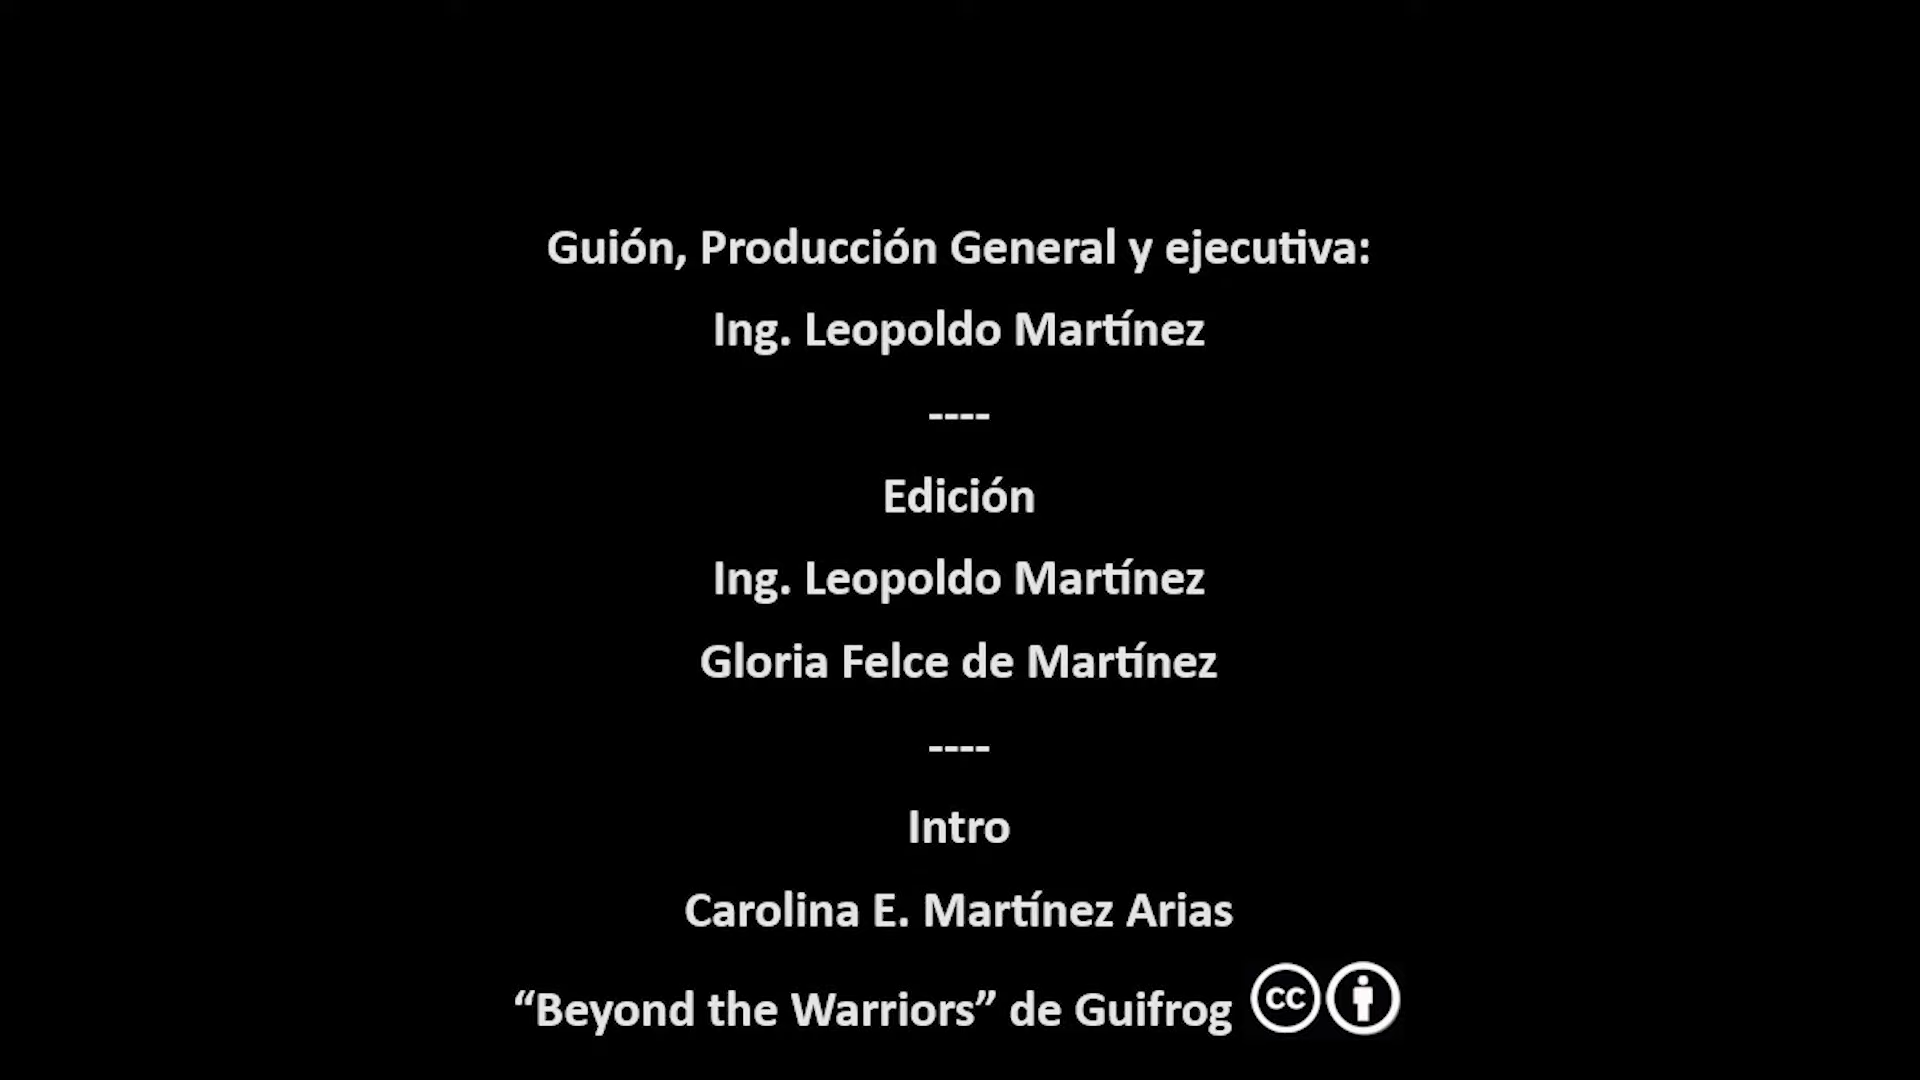 Guión, Producción General y ejecutiva:
Ing. Leopoldo Martínez
----
Edición
Ing. Leopoldo Martínez
Gloria Felce de Martínez
----
Intro
Carolina E. Martínez Arias
“Beyond the Warriors” de Guifrog cc